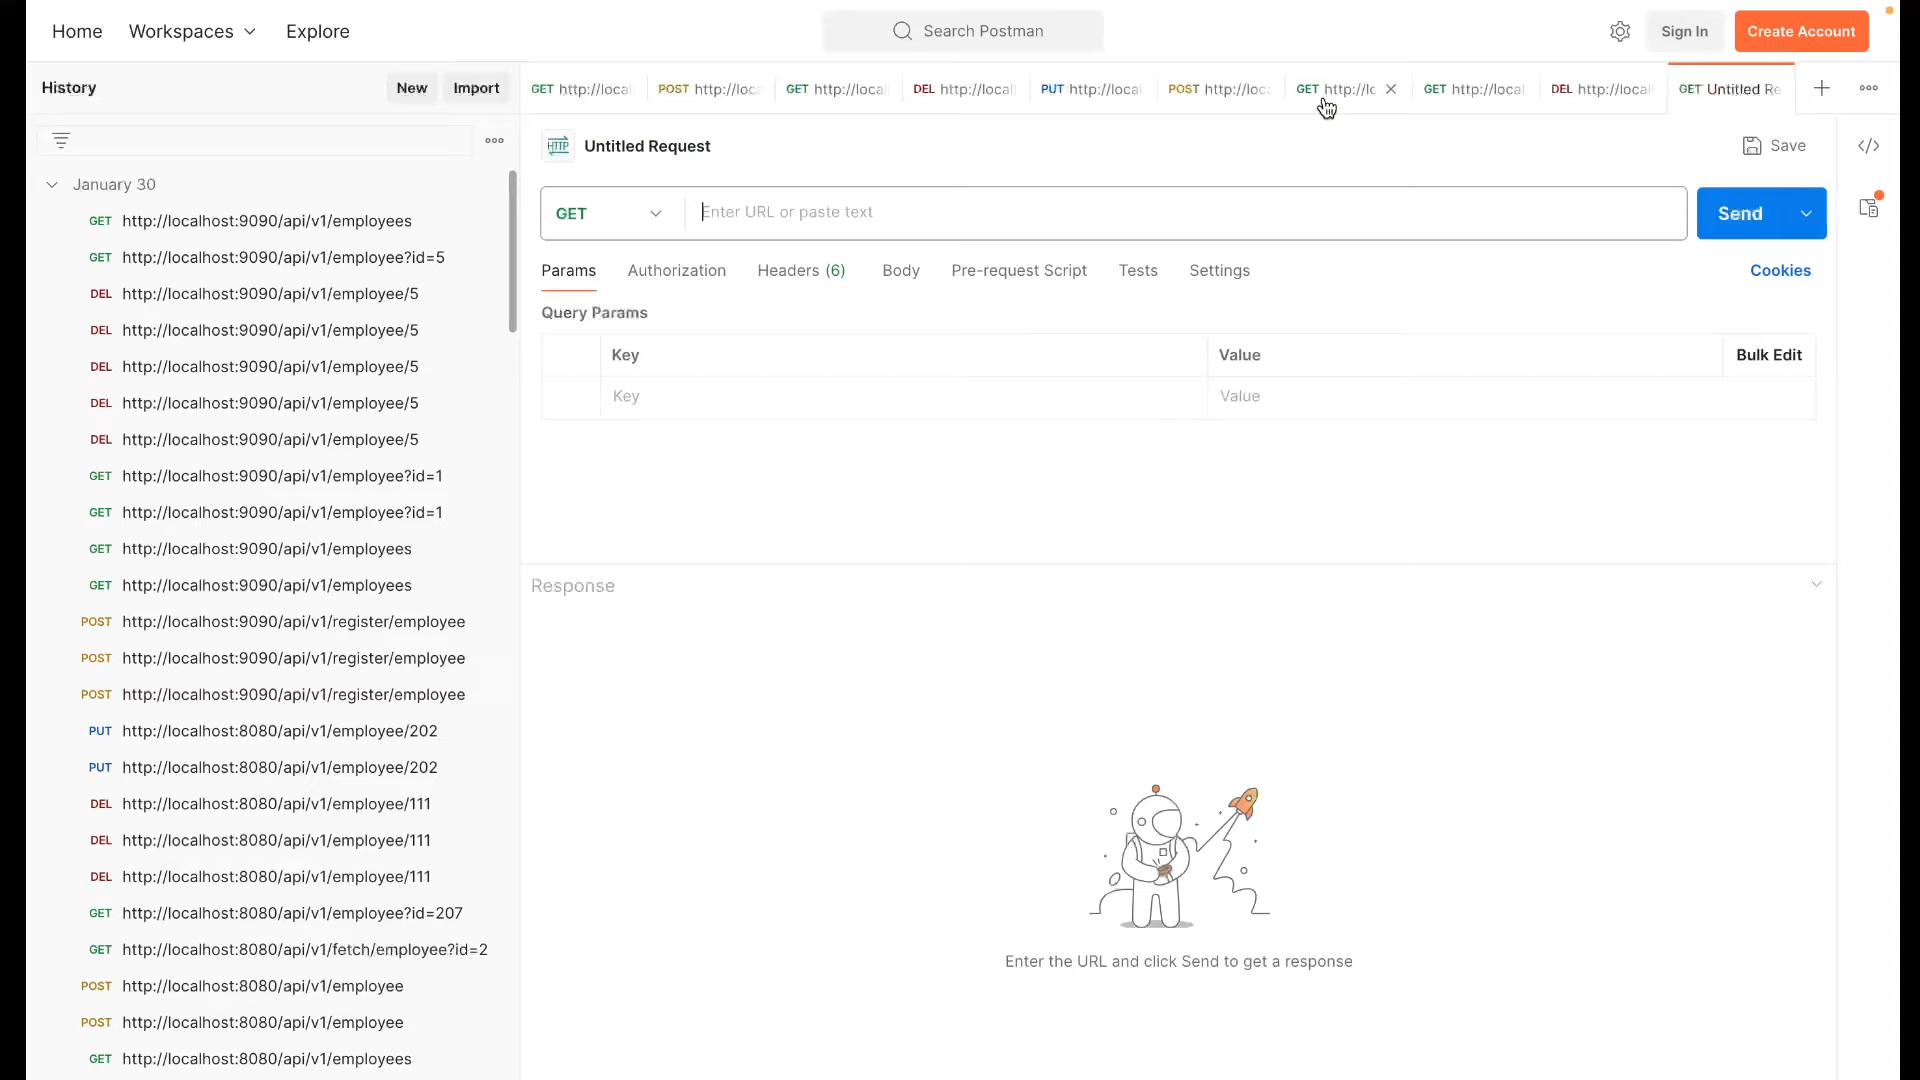 Home Workspaces Explore Search Postman Sign In Create Account
History New Import GET http://local POST http://loc GET http://local DEL http://local PUT http://local POST http://loc GET http://lc GET http://local DEL http://local GET Untitled Re
HTTP Untitled Request Save
January 30
GET http://localhost:9090/api/v1/employees
GET http://localhost:9090/api/v1/employee?id=5
DEL http://localhost:9090/api/v1/employee/5
DEL http://localhost:9090/api/v1/employee/5
DEL http://localhost:9090/api/v1/employee/5
DEL http://localhost:9090/api/v1/employee/5
DEL http://localhost:9090/api/v1/employee/5
GET http://localhost:9090/api/v1/employee?id=1
GET http://localhost:9090/api/v1/employee?id=1
GET http://localhost:9090/api/v1/employees
GET http://localhost:9090/api/v1/employees
POST http://localhost:9090/api/v1/register/employee
POST http://localhost:9090/api/v1/register/employee
POST http://localhost:9090/api/v1/register/employee
PUT http://localhost:8080/api/v1/employee/202
PUT http://localhost:8080/api/v1/employee/202
DEL http://localhost:8080/api/v1/employee/111
DEL http://localhost:8080/api/v1/employee/111
DEL http://localhost:8080/api/v1/employee/111
GET http://localhost:8080/api/v1/employee?id=207
GET http://localhost:8080/api/v1/fetch/employee?id=2
POST http://localhost:8080/api/v1/employee
POST http://localhost:8080/api/v1/employee
GET http://localhost:8080/api/v1/employees
GET Enter URL or paste text Send
Params Authorization Headers (6) Body Pre-request Script Tests Settings Cookies
Query Params
Key Value Bulk Edit
Key Value
Response
Enter the URL and click Send to get a response